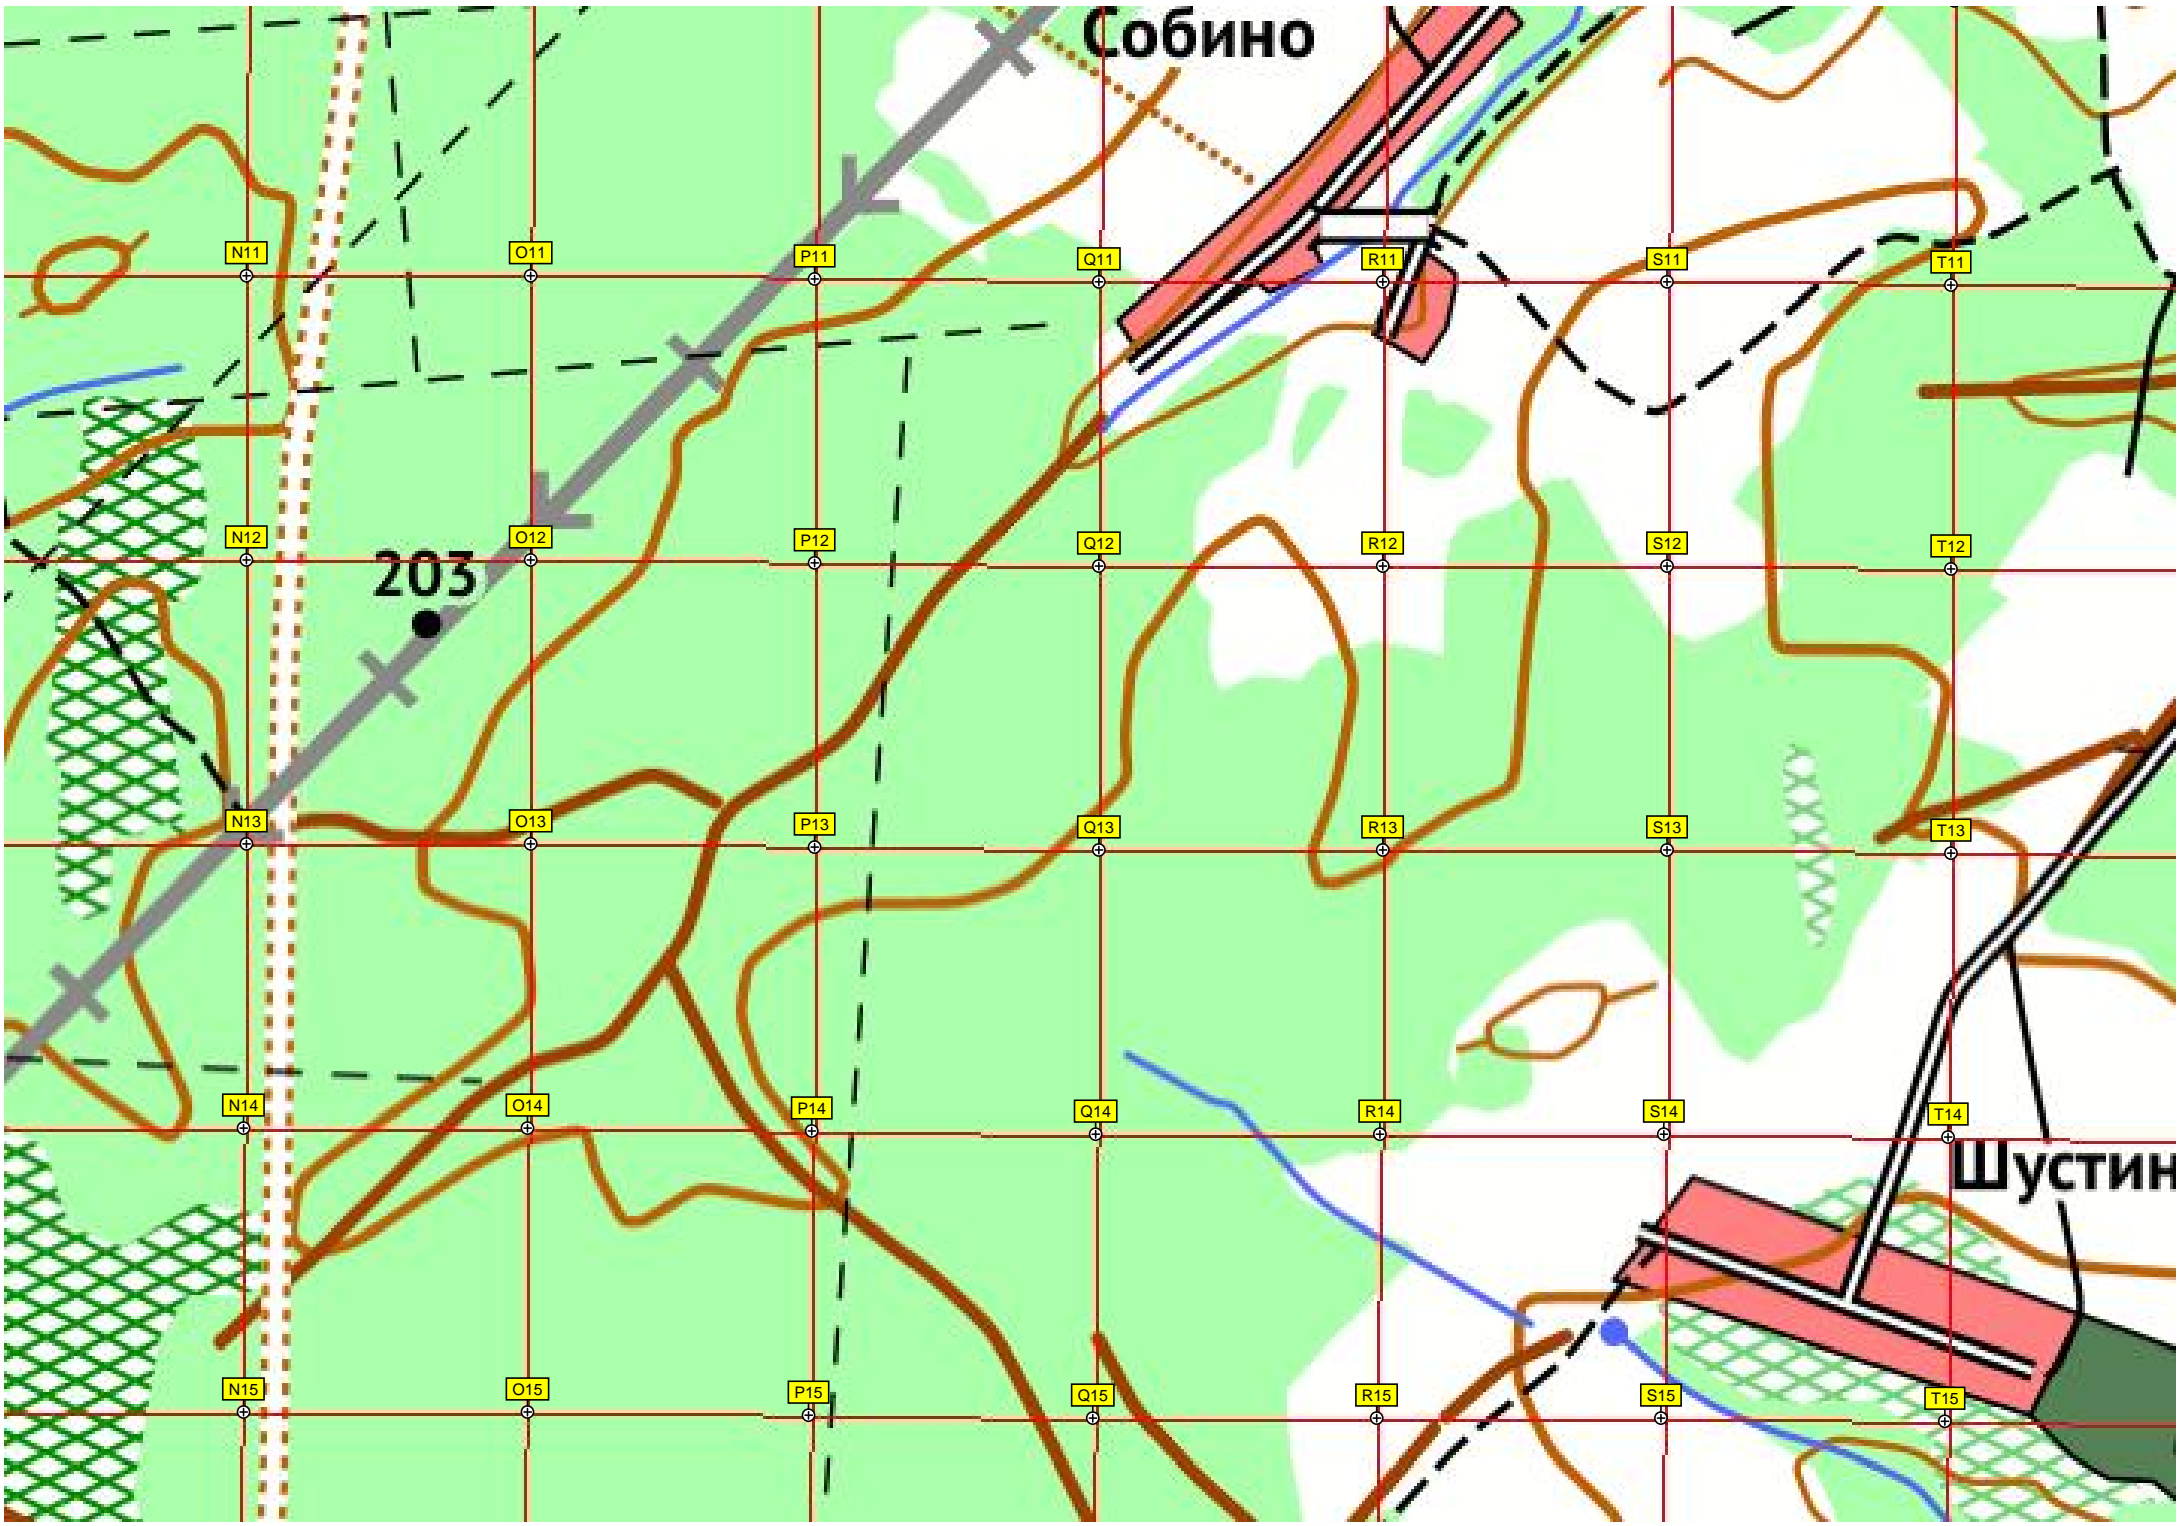 Собино
N11 O11 P11 Q11 R11 S11 T11
N12 O12 P12 Q12 R12 S12 T12
203
N13 O13 P13 Q13 R13 S13 T13
N14 O14 P14 Q14 R14 S14 T14
Шустин
N15 O15 P15 Q15 R15 S15 T15